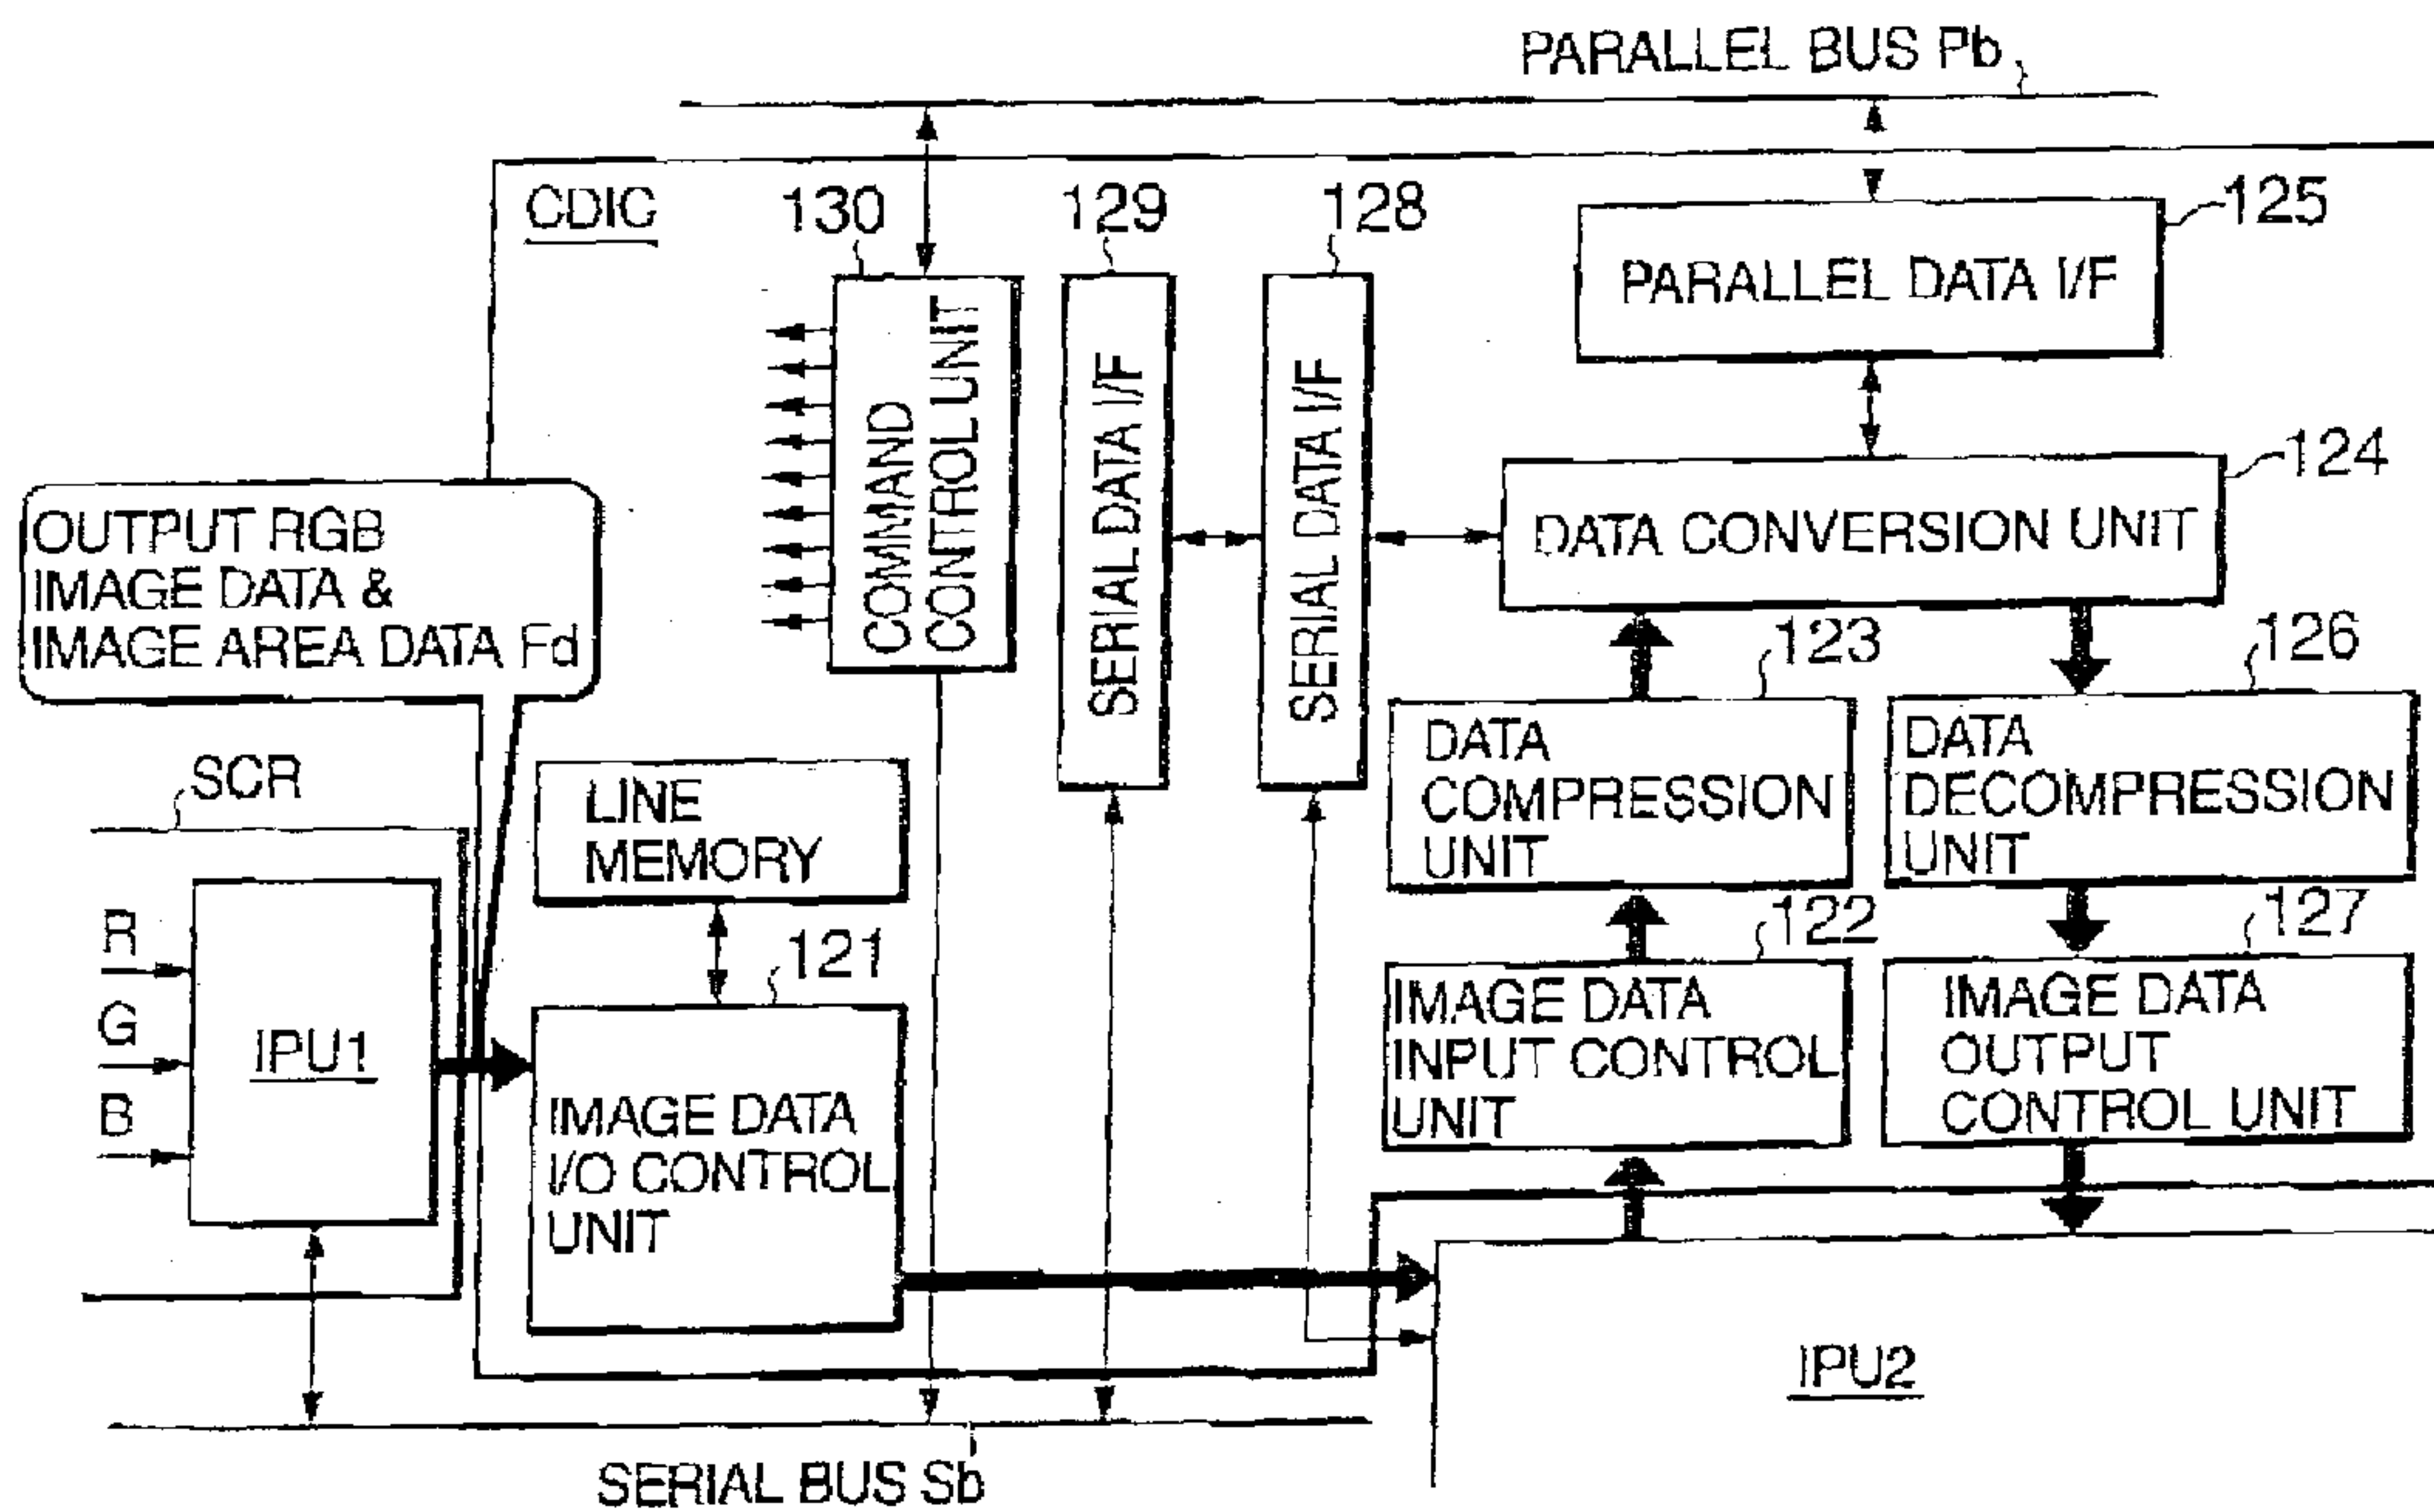 PARALLEL BUS Pb
CDIC
130
129
128
125
PARALLEL DATA I/F
COMMAND
CONTROL UNIT
SERIAL DATA I/F
SERIAL DATA I/F
124
DATA CONVERSION UNIT
OUTPUT RGB
IMAGE DATA &
IMAGE AREA DATA Fd
123
126
DATA
COMPRESSION
UNIT
DATA
DECOMPRESSION
UNIT
SCR
LINE
MEMORY
R
G
B
IPU1
121
IMAGE DATA
I/O CONTROL
UNIT
122
127
IMAGE DATA
INPUT CONTROL
UNIT
IMAGE DATA
OUTPUT
CONTROL UNIT
IPU2
SERIAL BUS Sb